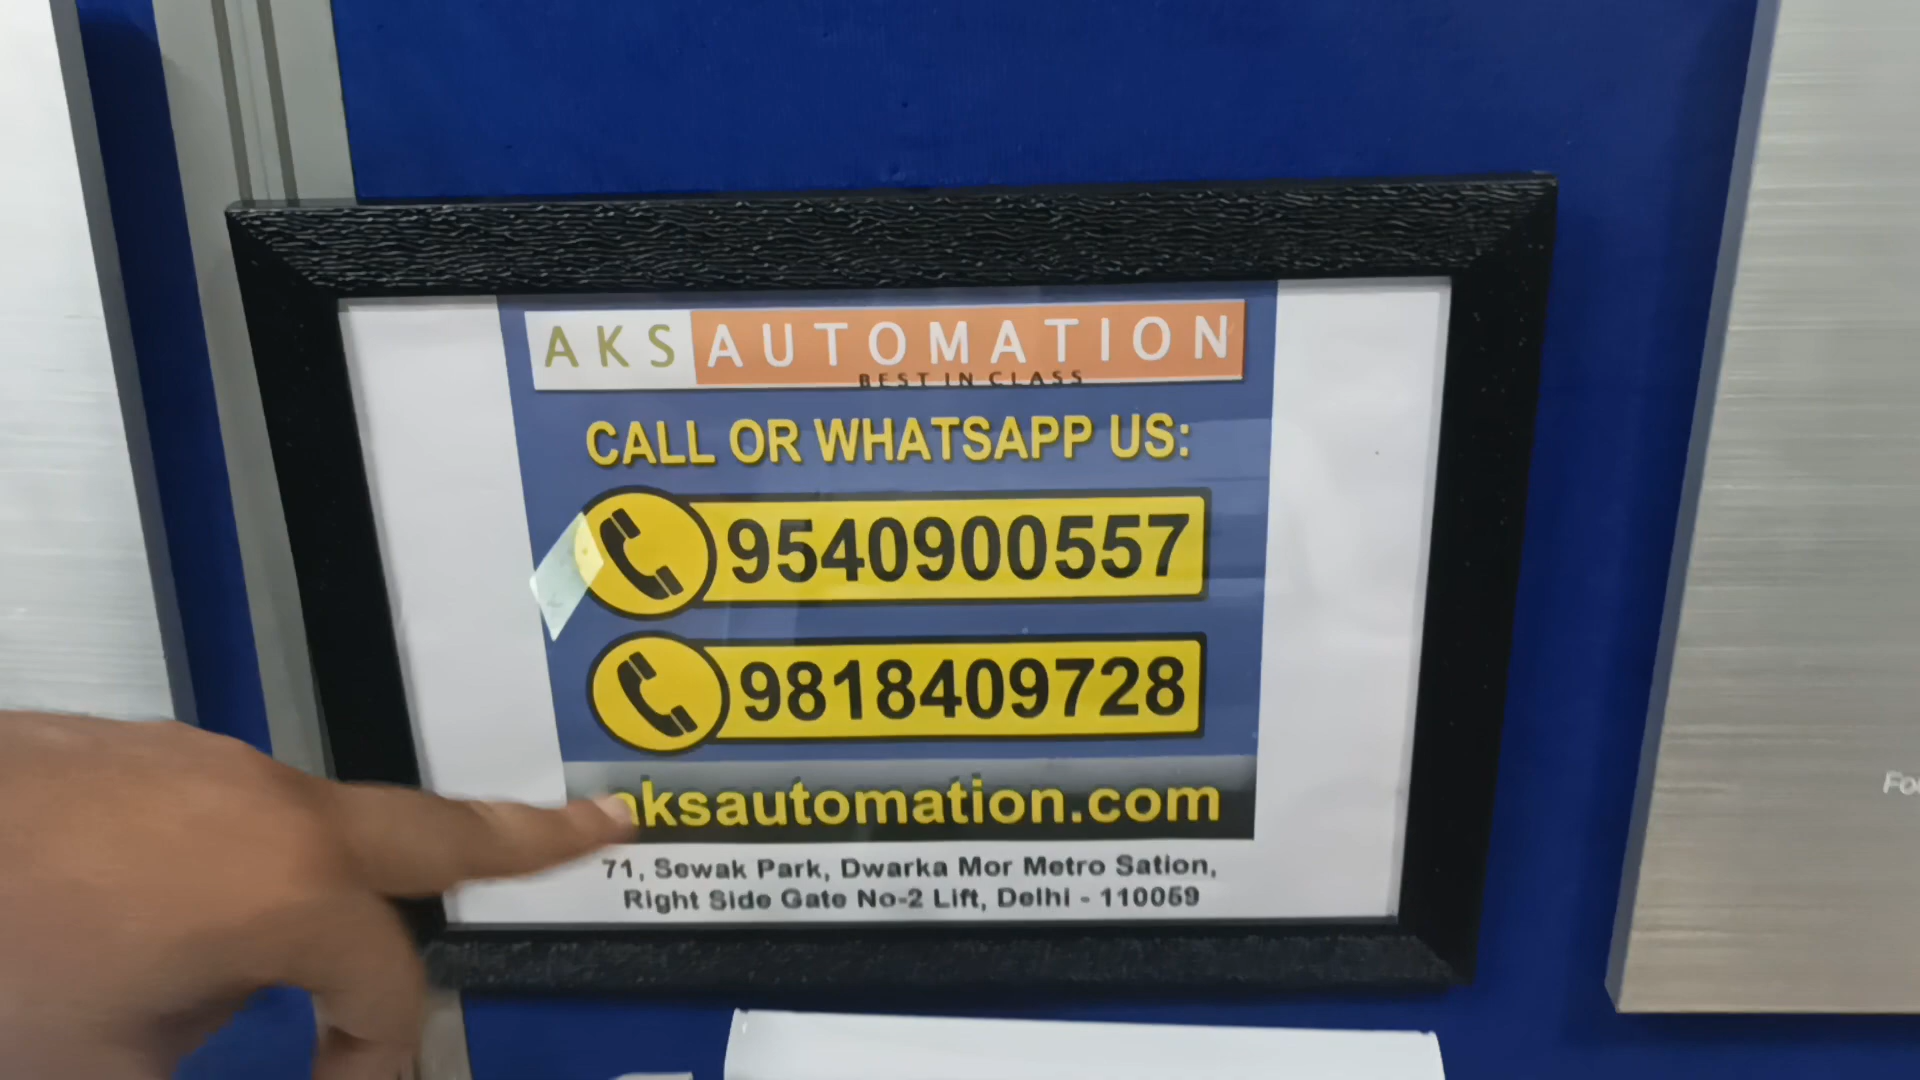 AKS AUTOMATION
BEST IN CLASS
CALL OR WHATSAPP US:
9540900557
9818409728
aksautomation.com
71, Sewak Park, Dwarka Mor Metro Sation,
Right Side Gate No-2 Lift, Delhi - 110059